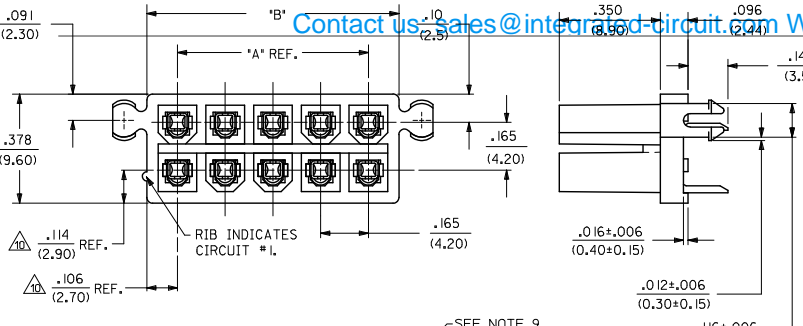 .091
(2.30)
"B"
Contact us: sales@integrated-circuit.com W
.10
(2.5)
.350
(8.90)
.096
(2.44)
"A" REF.
.14
(3.5
.378
(9.60)
.165
(4.20)
10 .114 REF.
(2.90)
RIB INDICATES
CIRCUIT #1.
.165
(4.20)
.016±.006
(0.40±0.15)
10 .106 REF.
(2.70)
.012±.006
(0.30±0.15)
SEE NOTE 9